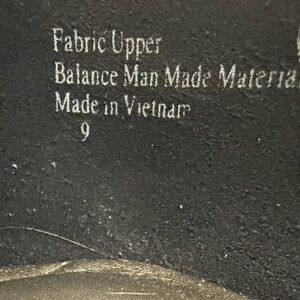 Fabric Upper
Balance Man Made Materia
Made in Vietnam
9